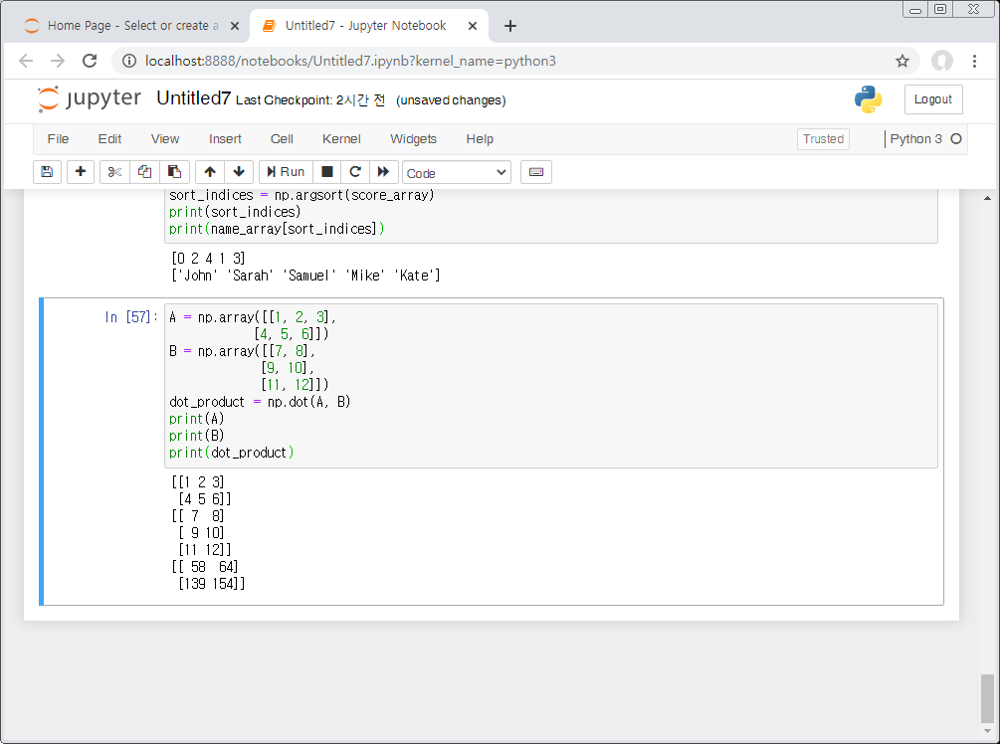 Home Page - Select or create a
Untitled7 - Jupyter Notebook
localhost:8888/notebooks/Untitled7.ipynb?kernel_name=python3
jupyter Untitled7 Last Checkpoint: 2시간 전 (unsaved changes)
Logout
File Edit View Insert Cell Kernel Widgets Help
Trusted
Python 3
Run
Code
sort_indices = np.argsort(score_array)
print(sort_indices)
print(name_array[sort_indices])
[0 2 4 1 3]
['John' 'Sarah' 'Samuel' 'Mike' 'Kate']
In [57]:
A = np.array([[1, 2, 3],
[4, 5, 6]])
B = np.array([[7, 8],
[9, 10],
[11, 12]])
dot_product = np.dot(A, B)
print(A)
print(B)
print(dot_product)
[[1 2 3]
[4 5 6]]
[[ 7  8]
[ 9 10]
[11 12]]
[[ 58  64]
[139 154]]